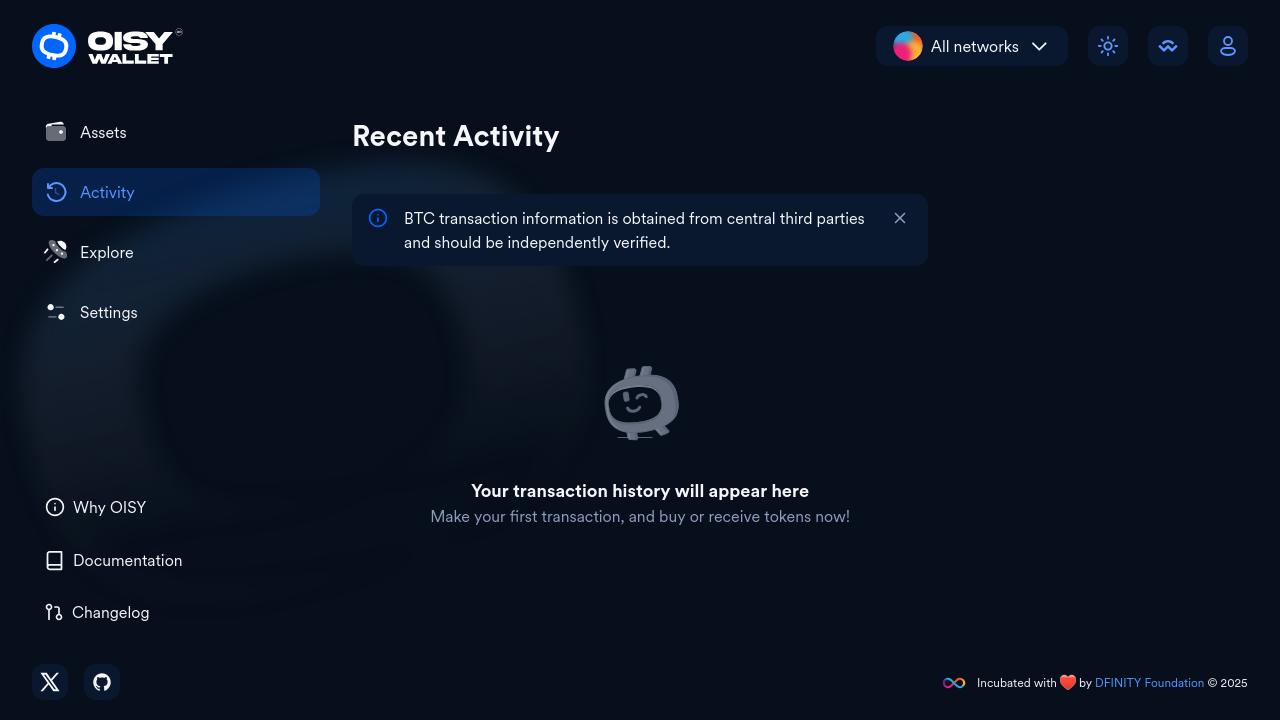 OISY
WALLET
All networks
Assets
Activity
Explore
Settings
Recent Activity
BTC transaction information is obtained from central third parties
and should be independently verified.
Your transaction history will appear here
Make your first transaction, and buy or receive tokens now!
Why OISY
Documentation
Changelog
Incubated with ❤️ by DFINITY Foundation © 2025